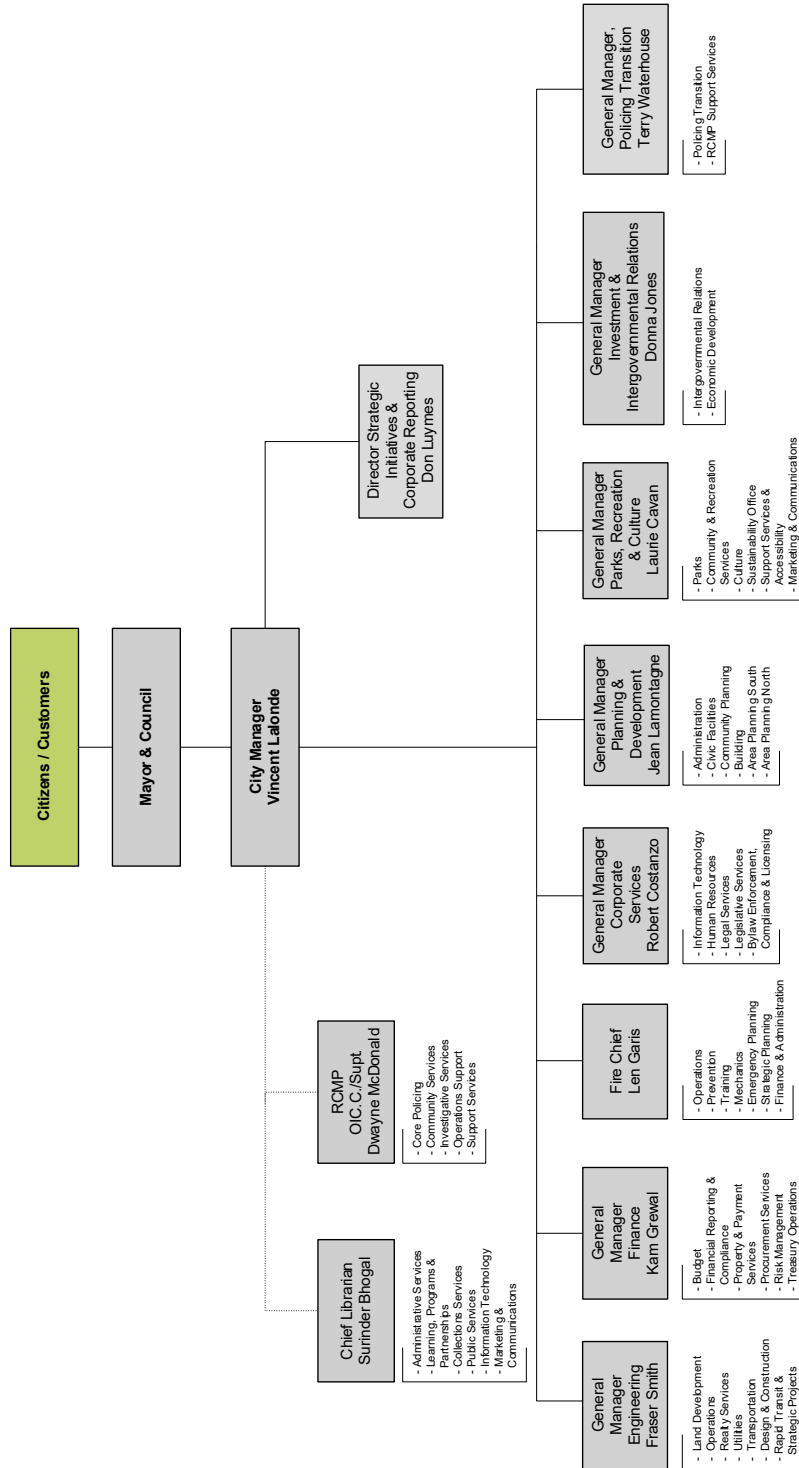 Citizens / Customers
Mayor & Council
City Manager
Vincent Lalonde
Director Strategic
Initiatives &
Corporate Reporting
Don Luymes
Chief Librarian
Surinder Bhogal
- Administrative Services
- Learning, Programs &
Partnerships
- Collections Services
- Public Services
- Information Technology
- Marketing &
Communications
RCMP
OIC. C./Supt.
Dwayne McDonald
- Core Policing
- Community Services
- Investigative Services
- Operations Support
- Support Services
General
Manager
Engineering
Fraser Smith
- Land Development
- Operations
- Realty Services
- Utilities
- Transportation
- Design & Construction
- Rapid Transit &
Strategic Projects
General
Manager
Finance
Kam Grewal
- Budget
- Financial Reporting &
Compliance
- Property & Payment
Services
- Procurement Services
- Risk Management
- Treasury Operations
Fire Chief
Len Garis
- Operations
- Prevention
- Training
- Mechanics
- Emergency Planning
- Strategic Planning
- Finance & Administration
General Manager
Corporate
Services
Robert Costanzo
- Information Technology
- Human Resources
- Legal Services
- Legislative Services
- Bylaw Enforcement,
Compliance & Licensing
General Manager
Planning &
Development
Jean Lamontagne
- Administration
- Civic Facilities
- Community Planning
- Building
- Area Planning South
- Area Planning North
General Manager
Parks, Recreation
& Culture
Laurie Cavan
- Parks
- Community & Recreation
Services
- Culture
- Sustainability Office
- Support Services &
Accessibility
- Marketing & Communications
General Manager
Investment &
Intergovernmental Relations
Donna Jones
- Intergovernmental Relations
- Economic Development
General Manager,
Policing Transition
Terry Waterhouse
- Policing Transition
- RCMP Support Services